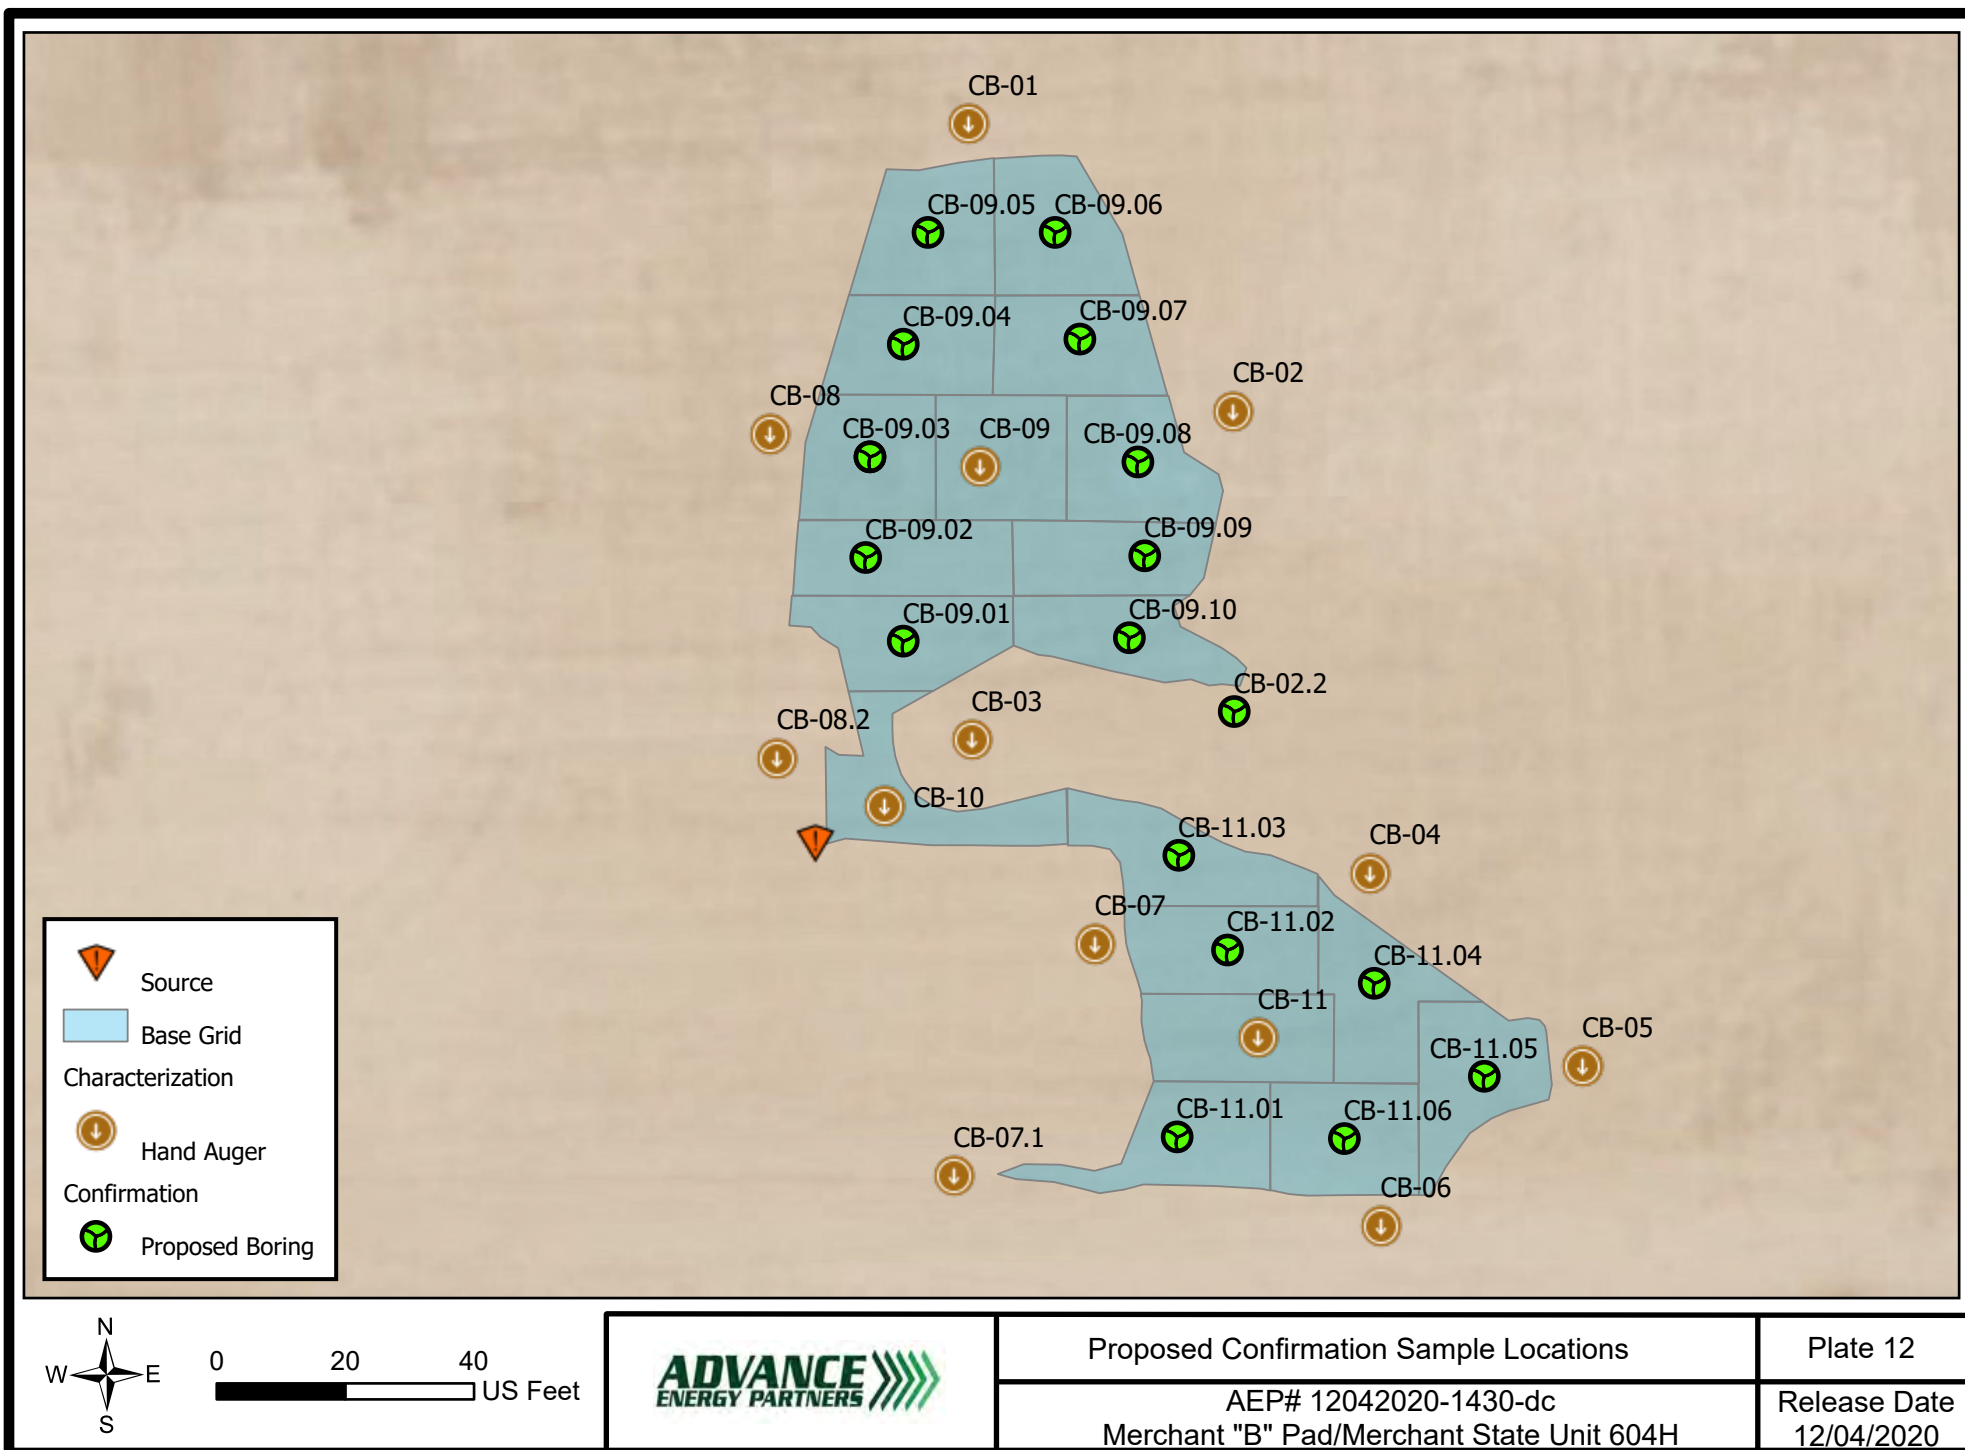 CB-01
CB-09.05
CB-09.06
CB-09.04
CB-09.07
CB-02
CB-08
CB-09.03
CB-09
CB-09.08
CB-09.02
CB-09.09
CB-09.01
CB-09.10
CB-02.2
CB-03
CB-08.2
CB-10
CB-11.03
CB-04
CB-07
CB-11.02
CB-11.04
CB-11
CB-05
CB-11.05
CB-11.01
CB-11.06
CB-07.1
CB-06
Source
Base Grid
Characterization
Hand Auger
Confirmation
Proposed Boring
N
W E
S
0 20 40
US Feet
ADVANCE
ENERGY PARTNERS
Proposed Confirmation Sample Locations
Plate 12
AEP# 12042020-1430-dc
Merchant "B" Pad/Merchant State Unit 604H
Release Date
12/04/2020